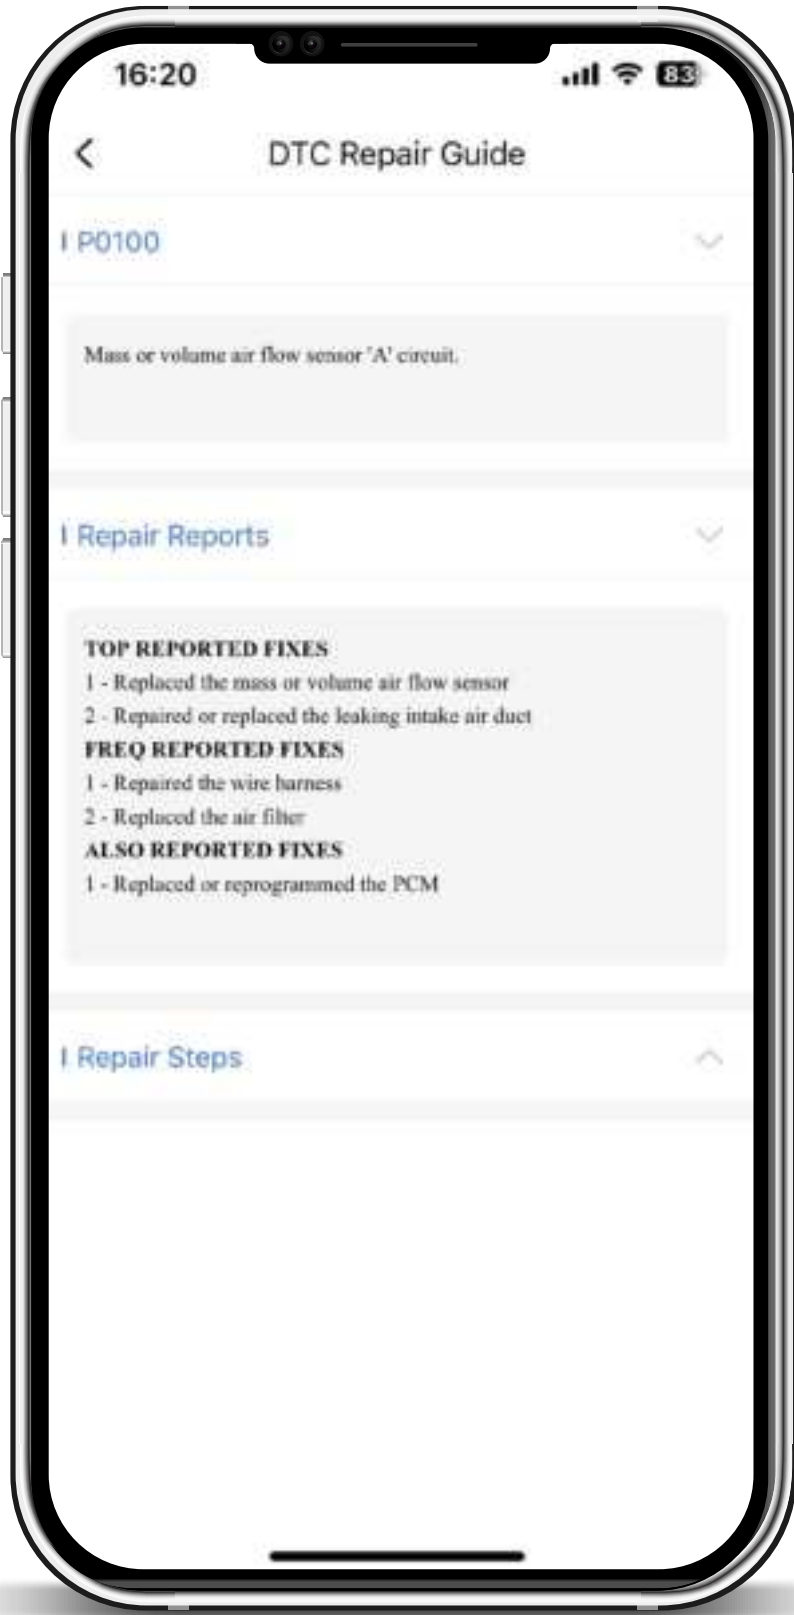 16:20
83
DTC Repair Guide
P0100
Mass or volume air flow sensor 'A' circuit.
Repair Reports
TOP REPORTED FIXES
1 - Replaced the mass or volume air flow sensor
2 - Repaired or replaced the leaking intake air duct
FREQ REPORTED FIXES
1 - Repaired the wire harness
2 - Replaced the air filter
ALSO REPORTED FIXES
1 - Replaced or reprogrammed the PCM
Repair Steps